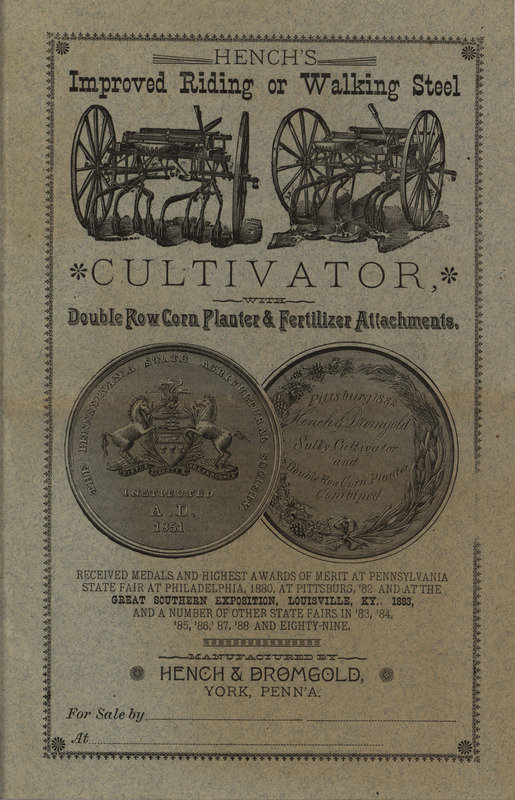 HENCH'S
Improved Riding or Walking Steel
*CULTIVATOR,*
WITH
Double Row Corn Planter & Fertilizer Attachments.
THE PENNSYLVANIA STATE AGRICULTURAL SOCIETY
VIRTUE LIBERTY INDEPENDENCE
INSTITUTED
A.D.
1851.
Pittsburg 1882
Hench & Dromgold
Sulky Cultivator
and
Double Row Corn Planter
Combined
RECEIVED MEDALS AND HIGHEST AWARDS OF MERIT AT PENNSYLVANIA
STATE FAIR AT PHILADELPHIA, 1880, AT PITTSBURG, '82 AND AT THE
GREAT SOUTHERN EXPOSITION, LOUISVILLE, KY., 1883,
AND A NUMBER OF OTHER STATE FAIRS IN '83, '84,
'85, '86,' 87, '88 AND EIGHTY-NINE.
MANUFACTURED BY
HENCH & DROMGOLD,
YORK, PENN'A.
For Sale by
At